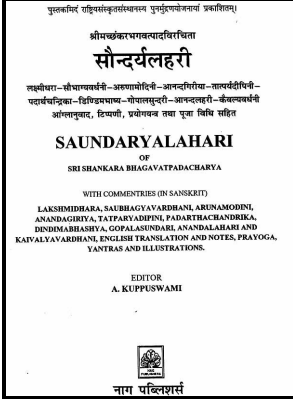 पुस्तकमिदं राष्ट्रियसंस्कृतसंस्थानस्य पुनर्मुद्रणयोजनायां प्रकाशितम्।
श्रीमच्छंकरभगवत्पादविरचिता
सौन्दर्यलहरी
लक्ष्मीधरा-सौभाग्यवर्धनी-अरुणामोदिनी-आनन्दगिरीया-तात्पर्यदीपिनी-
पदार्थचन्द्रिका-डिण्डिमभाष्य-गोपालसुन्दरी-आनन्दलहरी-कैवल्यवर्धनी
आंग्लानुवाद, टिप्पणी, प्रयोगयन्त्र तथा पूजा विधि सहित
SAUNDARYALAHARI
OF
SRI SHANKARA BHAGAVATPADACHARYA
WITH COMMENTARIES (IN SANSKRIT)
LAKSHMIDHARA, SAUBHAGYAVARDHANI, ARUNAMODINI,
ANANDAGIRIYA, TATPARYADIPINI, PADARTHACHANDRIKA,
DINDIMABHASHYA, GOPALASUNDARI, ANANDALAHARI AND
KAIVALYAVARDHANI, ENGLISH TRANSLATION AND NOTES, PRAYOGA,
YANTRAS AND ILLUSTRATIONS.
EDITOR
A. KUPPUSWAMI
नाग पब्लिशर्स